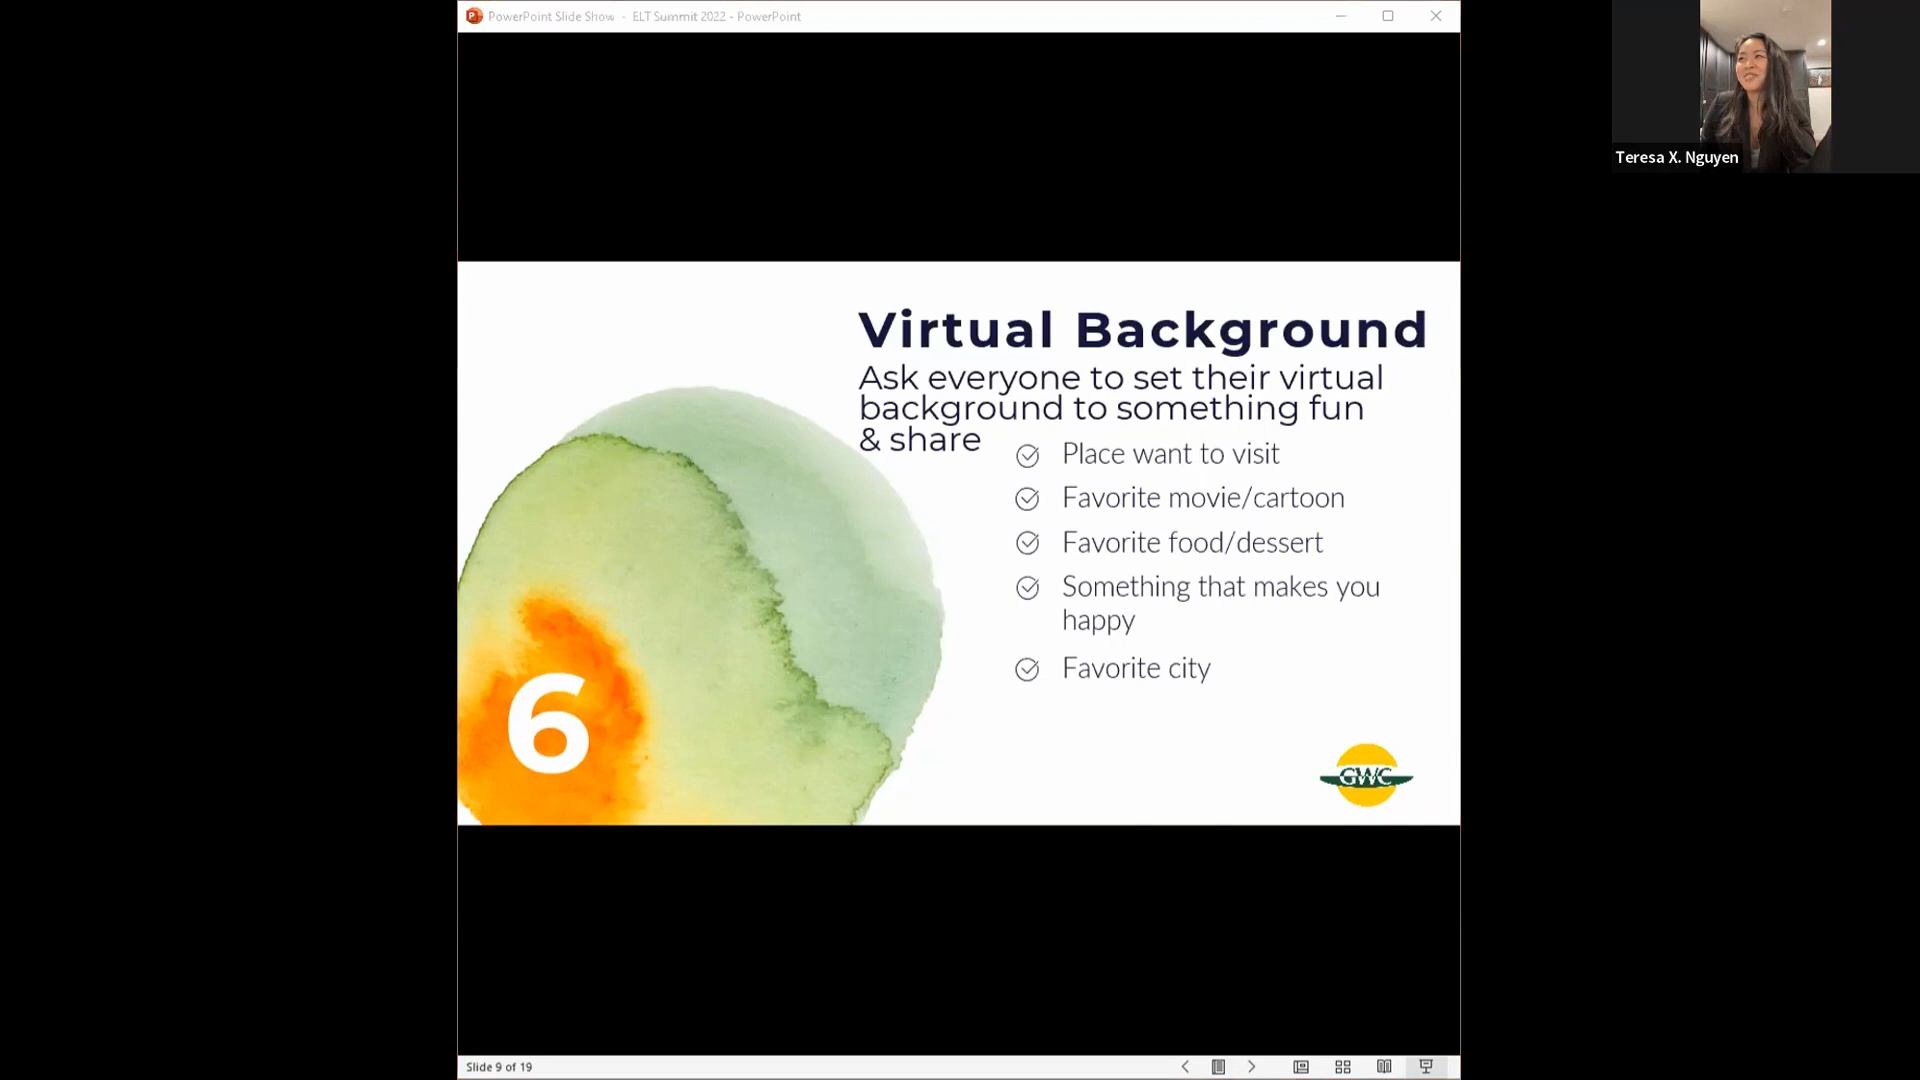 PowerPoint Slide Show - ELT Summit 2022 - PowerPoint
Teresa X. Nguyen
Virtual Background
Ask everyone to set their virtual
background to something fun
& share
Place want to visit
Favorite movie/cartoon
Favorite food/dessert
Something that makes you
happy
Favorite city
6
GWC
Slide 9 of 19